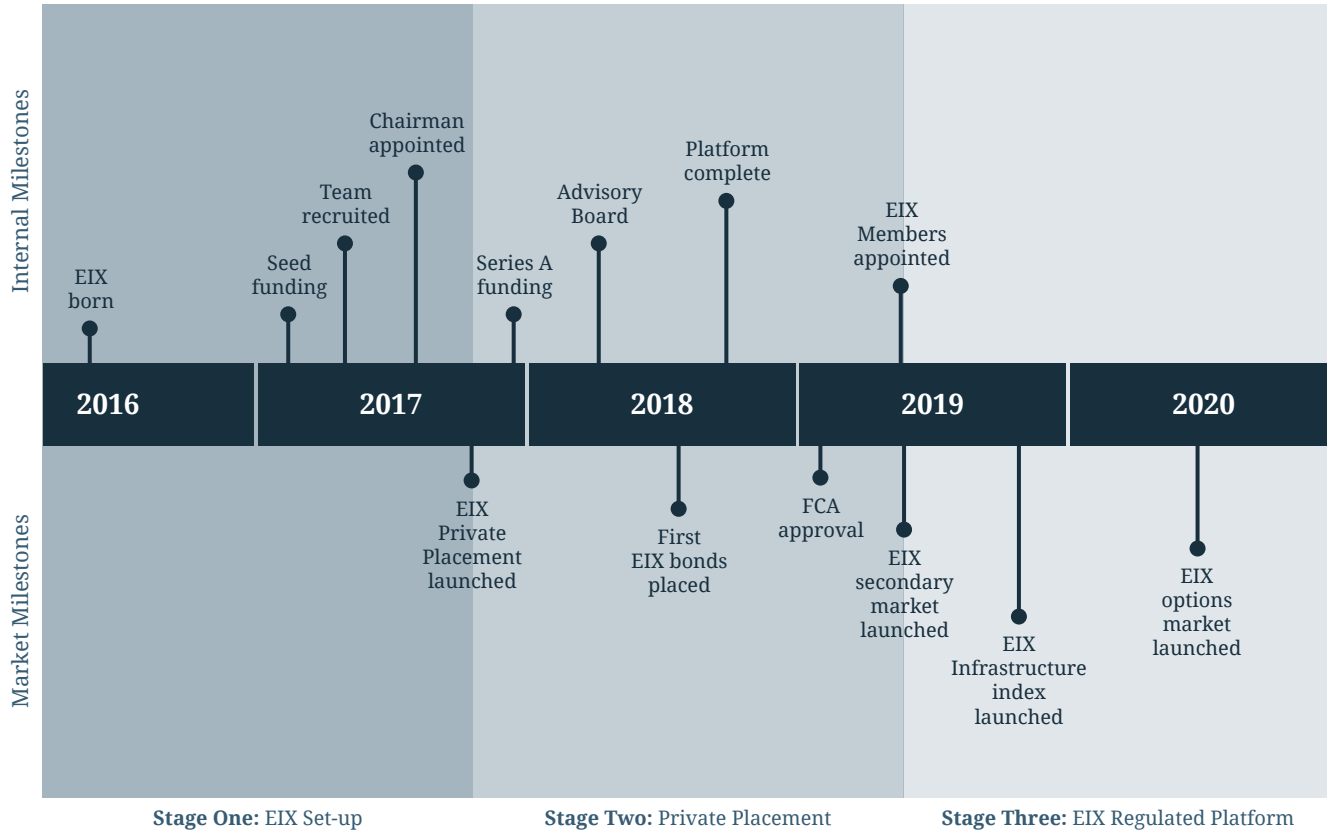 Internal Milestones
EIX
born
Seed
funding
Team
recruited
Chairman
appointed
Series A
funding
Advisory
Board
Platform
complete
EIX
Members
appointed
2016
2017
2018
2019
2020
Market Milestones
EIX
Private
Placement
launched
First
EIX bonds
placed
FCA
approval
EIX
secondary
market
launched
EIX
Infrastructure
index
launched
EIX
options
market
launched
Stage One: EIX Set-up
Stage Two: Private Placement
Stage Three: EIX Regulated Platform